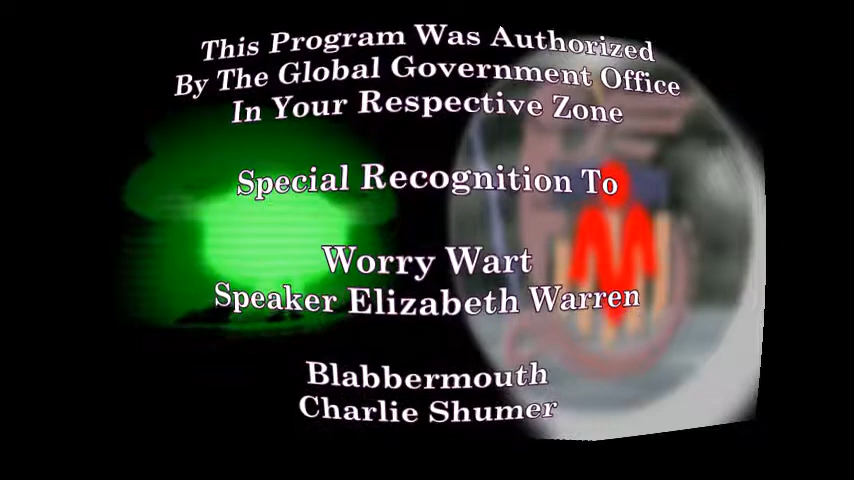 This Program Was Authorized
By The Global Government Office
In Your Respective Zone
Special Recognition To
Worry Wart
Speaker Elizabeth Warren
Blabbermouth
Charlie Shumer